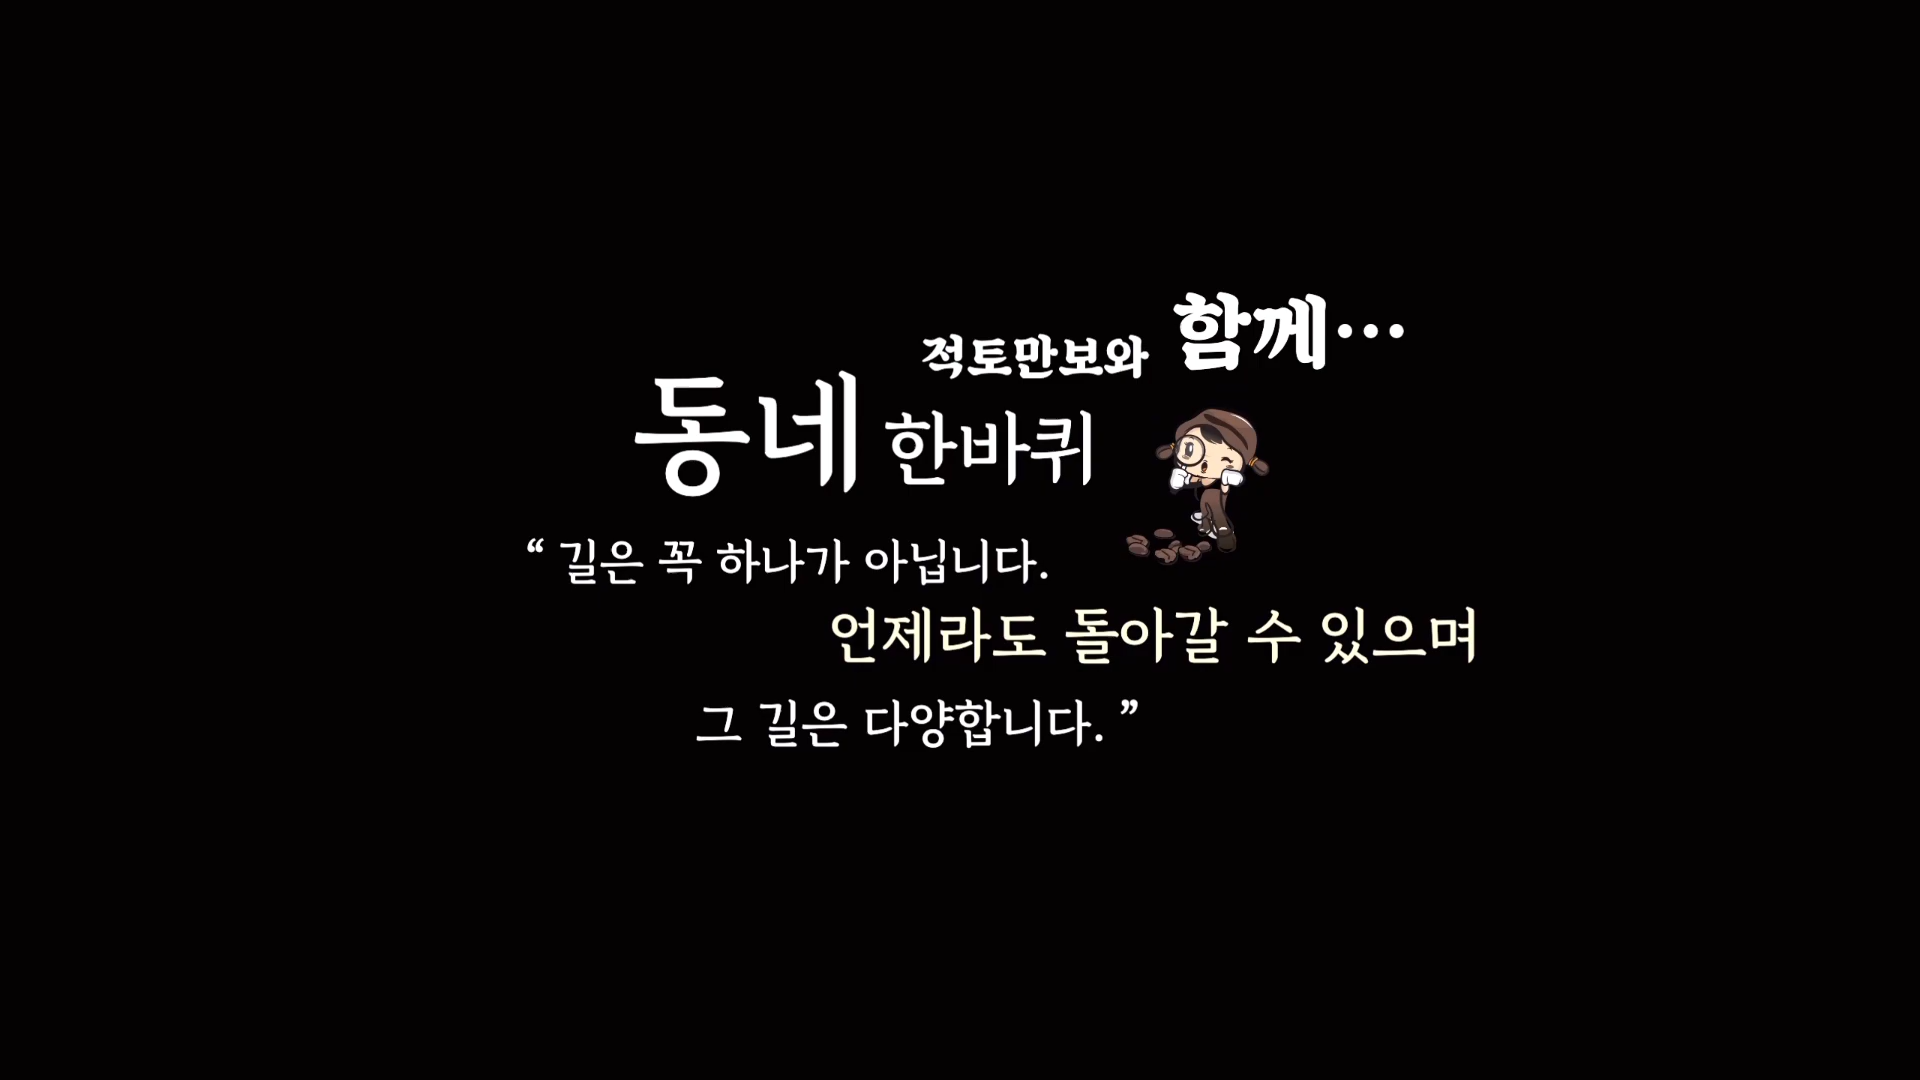 적토만보와 함께…
동네 한바퀴
“ 길은 꼭 하나가 아닙니다.
언제라도 돌아갈 수 있으며
그 길은 다양합니다. ”